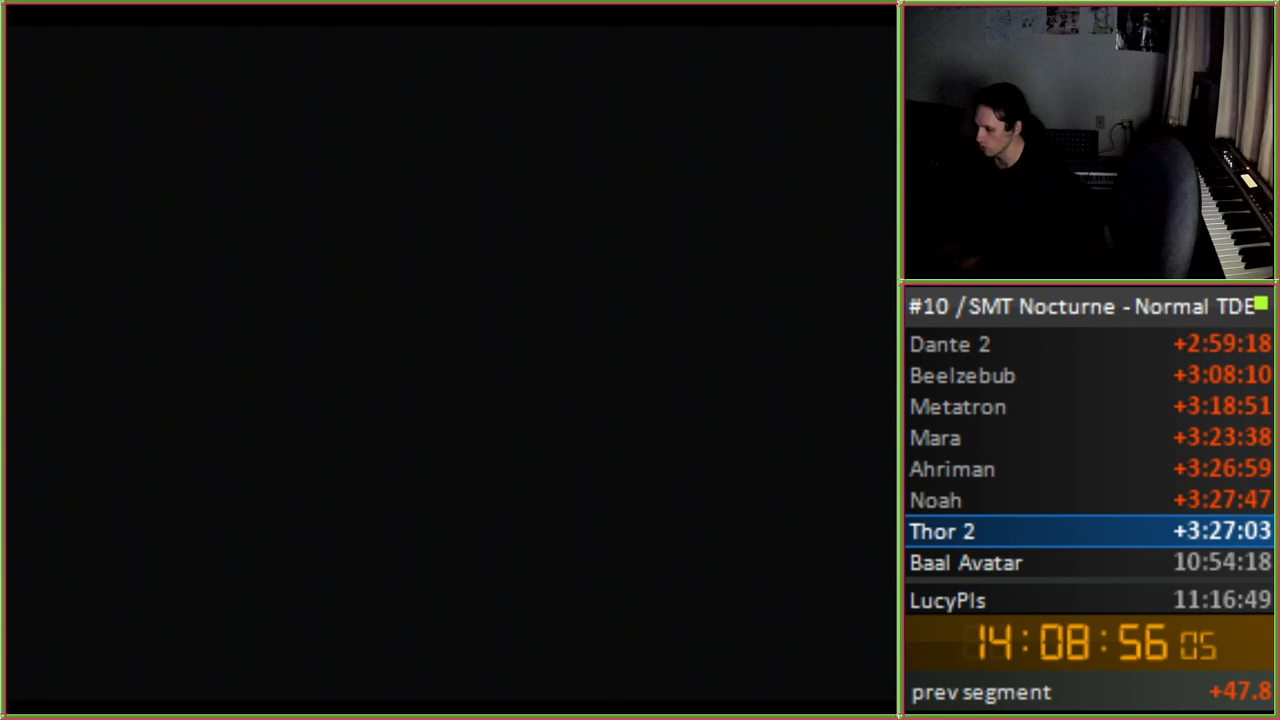 #10 / SMT Nocturne - Normal TDE
Dante 2 +2:59:18
Beelzebub +3:08:10
Metatron +3:18:51
Mara +3:23:38
Ahriman +3:26:59
Noah +3:27:47
Thor 2 +3:27:03
Baal Avatar 10:54:18
LucyPls 11:16:49
14:08:56 05
prev segment +47.8